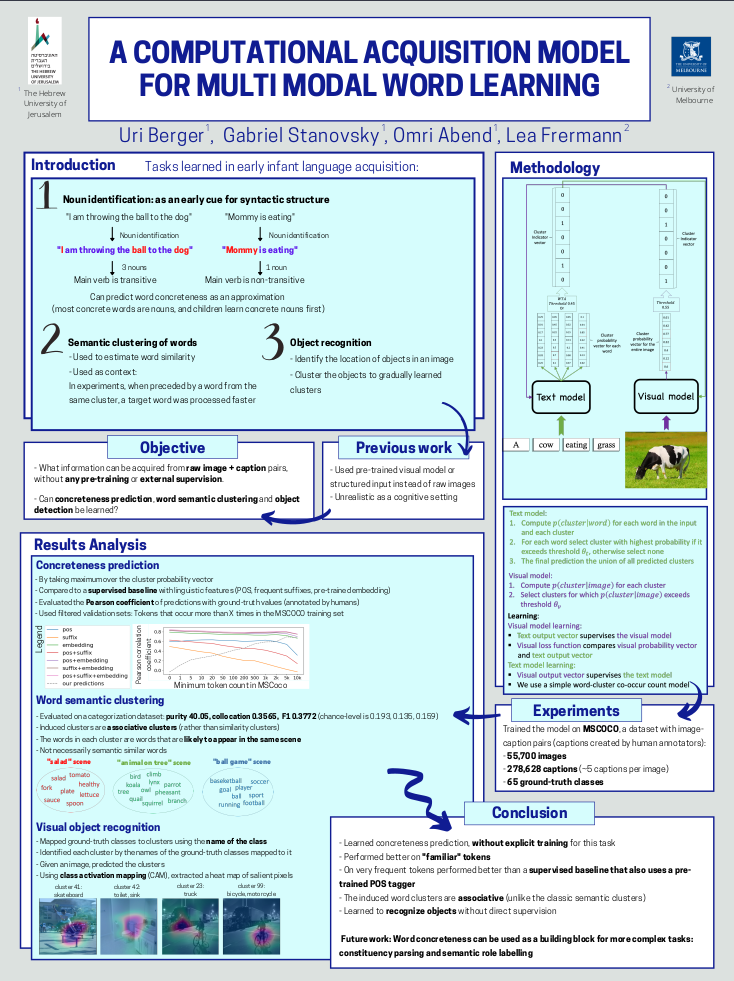 A COMPUTATIONAL ACQUISITION MODEL
FOR MULTI MODAL WORD LEARNING
האוניברסיטה
העברית
בירושלים
THE HEBREW
UNIVERSITY
OF JERUSALEM
1 The Hebrew
University of
Jerusalem
THE UNIVERSITY OF
MELBOURNE
2 University of
Melbourne
Uri Berger1, Gabriel Stanovsky1, Omri Abend1, Lea Frermann2
Introduction
Tasks learned in early infant language acquisition:
1 Noun identification: as an early cue for syntactic structure
"I am throwing the ball to the dog" "Mommy is eating"
Noun identification Noun identification
"I am throwing the ball to the dog" "Mommy is eating"
3 nouns 1 noun
Main verb is transitive Main verb is non-transitive
Can predict word concreteness as an approximation
(most concrete words are nouns, and children learn concrete nouns first)
2 Semantic clustering of words
- Used to estimate word similarity
- Used as context:
In experiments, when preceded by a word from the
same cluster, a target word was processed faster
3 Object recognition
- Identify the location of objects in an image
- Cluster the objects to gradually learned
clusters
Objective
- What information can be acquired from raw image + caption pairs,
without any pre-training or external supervision.
- Can concreteness prediction, word semantic clustering and object
detection be learned?
Previous work
- Used pre-trained visual model or
structured input instead of raw images
- Unrealistic as a cognitive setting
Methodology
0
0
1
0
0
1
0
0
0
1
0
0
0
1
Cluster
indicator
vector
Cluster
indicator
vector
Cluster
probability
vector for each
word
Cluster
probability
vector for the
entire image
Text model
Visual model
A cow eating grass
Text model:
1. Compute p(cluster|word) for each word in the input
and each cluster
2. For each word select cluster with highest probability if it
exceeds threshold θt, otherwise select none
3. The final prediction the union of all predicted clusters
Visual model:
1. Compute p(cluster|image) for each cluster
2. Select clusters for which p(cluster|image) exceeds
threshold θv
Learning:
Visual model learning:
▪ Text output vector supervises the visual model
▪ Visual loss function compares visual probability vector
and text output vector
Text model learning:
▪ Visual output vector supervises the text model
▪ We use a simple word-cluster co-occur count model
Experiments
Trained the model on MSCOCO, a dataset with image-
caption pairs (captions created by human annotators):
- 55,700 images
- 278,628 captions (~5 captions per image)
- 65 ground-truth classes
Results Analysis
Concreteness prediction
- By taking maximum over the cluster probability vector
- Compared to a supervised baseline with linguistic features (POS, frequent suffixes, pre-trained embedding)
- Evaluated the Pearson coefficient of predictions with ground-truth values (annotated by humans)
- Used filtered validation sets: Tokens that occur more than X times in the MSCOCO training set
Legend
pos
suffix
embedding
pos+suffix
pos+embedding
suffix+embedding
pos+suffix+embedding
our predictions
Pearson correlation
coefficient
0.8
0.6
0.4
0.2
0.0
0 1 5 10 20 25 50 100 200 250 500 1k 5k 10k
Minimum token count in MSCoco
Word semantic clustering
- Evaluated on a categorization dataset: purity 40.05, collocation 0.3565, F1 0.3772 (chance-level is 0.193, 0.135, 0.159)
- Induced clusters are associative clusters (rather than similarity clusters)
- The words in each cluster are words that are likely to appear in the same scene
- Not necessarily semantic similar words
"salad" scene
salad tomato
fork healthy
plate
lettuce
sauce
spoon
"animal on tree" scene
bird climb
koala lynx parrot
tree owl pheasant
quail
squirrel branch
"ball game" scene
baseketball soccer
goal player
ball sport
running football
Visual object recognition
- Mapped ground-truth classes to clusters using the name of the class
- Identified each cluster by the names of the ground-truth classes mapped to it
- Given an image, predicted the clusters
- Using class activation mapping (CAM), extracted a heat map of salient pixels
cluster 41:
skateboard
cluster 42:
toilet, sink
cluster 23:
truck
cluster 99:
bicycle, motorcycle
Conclusion
- Learned concreteness prediction, without explicit training for this task
- Performed better on "familiar" tokens
- On very frequent tokens performed better than a supervised baseline that also uses a pre-
trained POS tagger
- The induced word clusters are associative (unlike the classic semantic clusters)
- Learned to recognize objects without direct supervision
Future work: Word concreteness can be used as a building block for more complex tasks:
constituency parsing and semantic role labelling